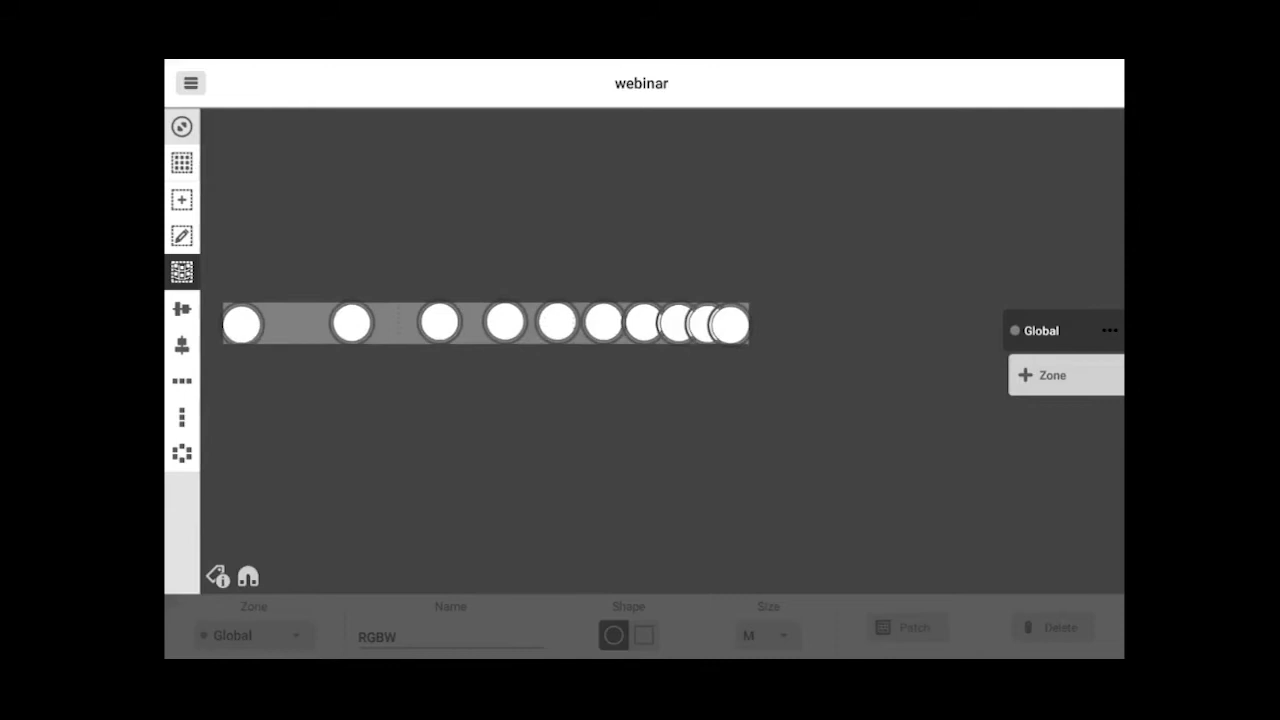 webinar
Global
Zone
Zone
Name
Shape
Size
Global
RGBW
M
Patch
Delete